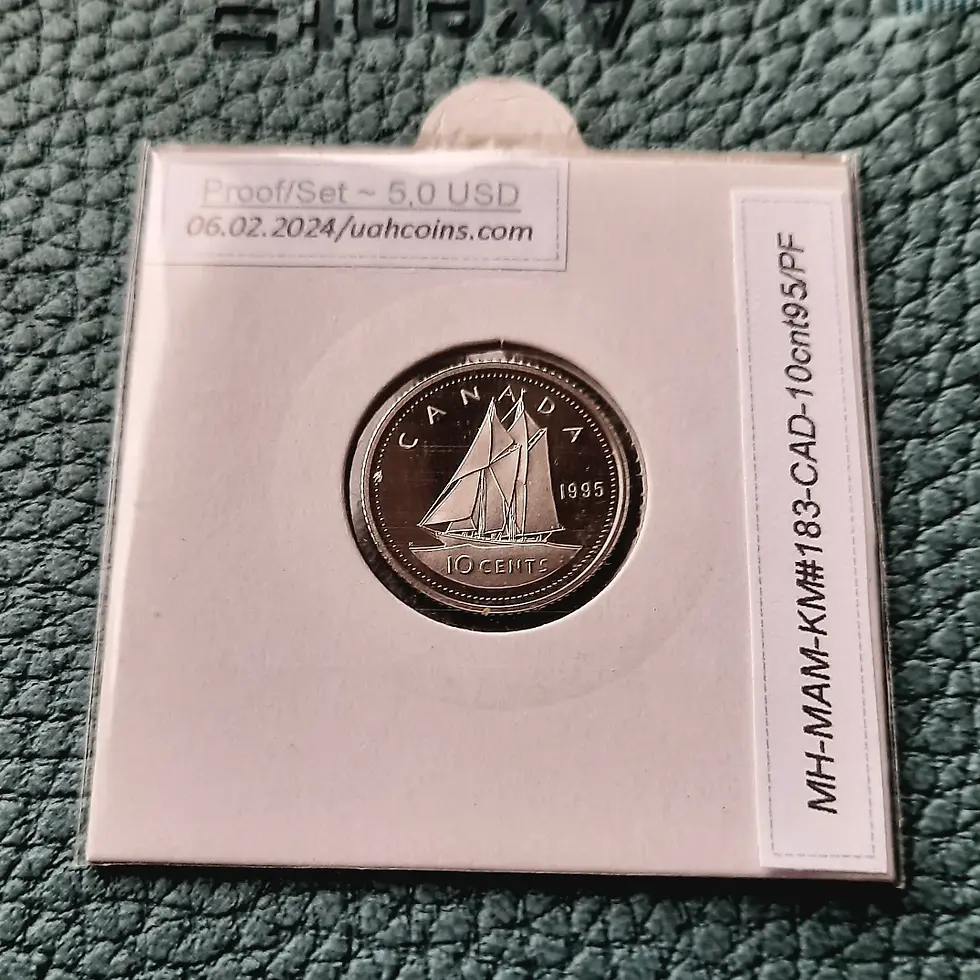 Proof/Set ~ 5,0 USD
06.02.2024/uahcoins.com
MH-MAM-KM#183-CAD-10cnt95/PF
CANADA
1995
10 CENTS